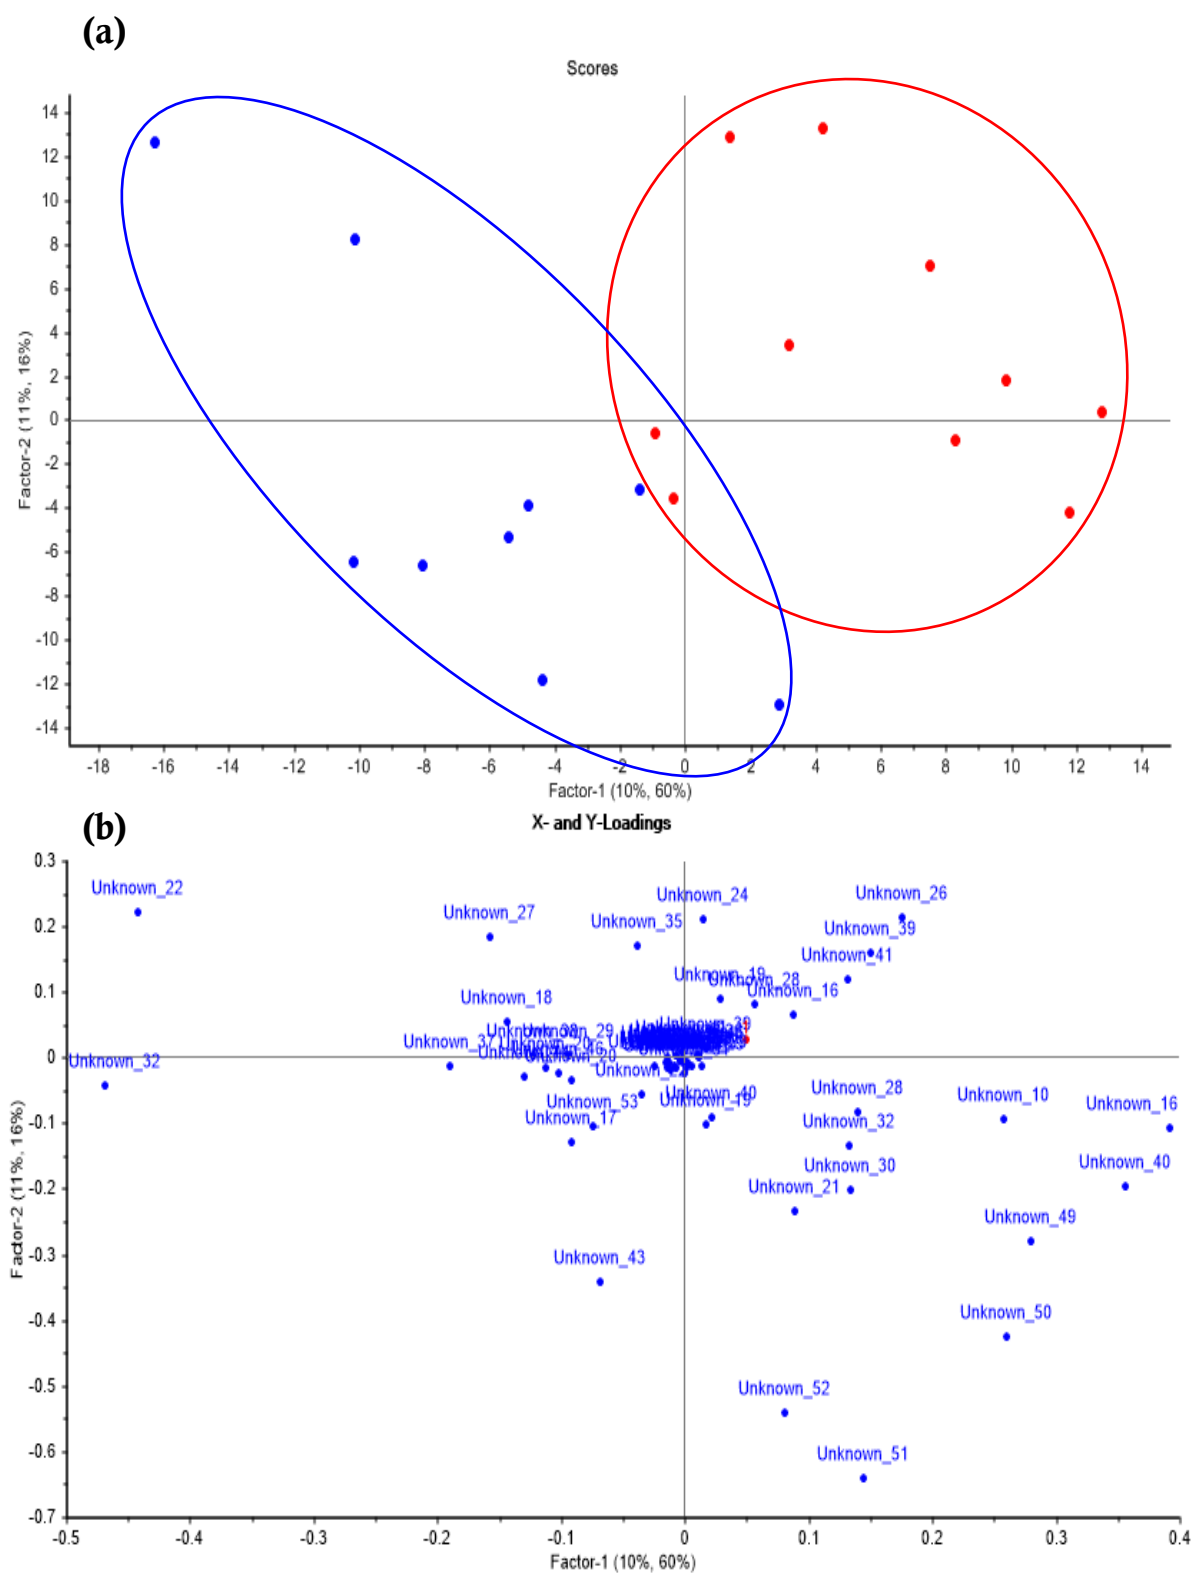 (a)
Scores
14
12
10
8
6
4
2
0
-2
-4
-6
-8
-10
-12
-14
Factor-2 (11%, 16%)
-18 -16 -14 -12 -10 -8 -6 -4 -2 0 2 4 6 8 10 12 14
Factor-1 (10%, 60%)
(b)
X- and Y-Loadings
0.3
0.2
0.1
0
-0.1
-0.2
-0.3
-0.4
-0.5
-0.6
-0.7
Factor-2 (11%, 16%)
Unknown_22
Unknown_24
Unknown_26
Unknown_27
Unknown_35
Unknown_39
Unknown_41
Unknown_19
Unknown_28
Unknown_16
Unknown_18
Unknown_29
Unknown_37
Unknown_32
Unknown_20
Unknown_28
Unknown_10
Unknown_40
Unknown_53
Unknown_19
Unknown_16
Unknown_17
Unknown_32
Unknown_30
Unknown_40
Unknown_21
Unknown_49
Unknown_43
Unknown_50
Unknown_52
Unknown_51
-0.5 -0.4 -0.3 -0.2 -0.1 0 0.1 0.2 0.3 0.4
Factor-1 (10%, 60%)